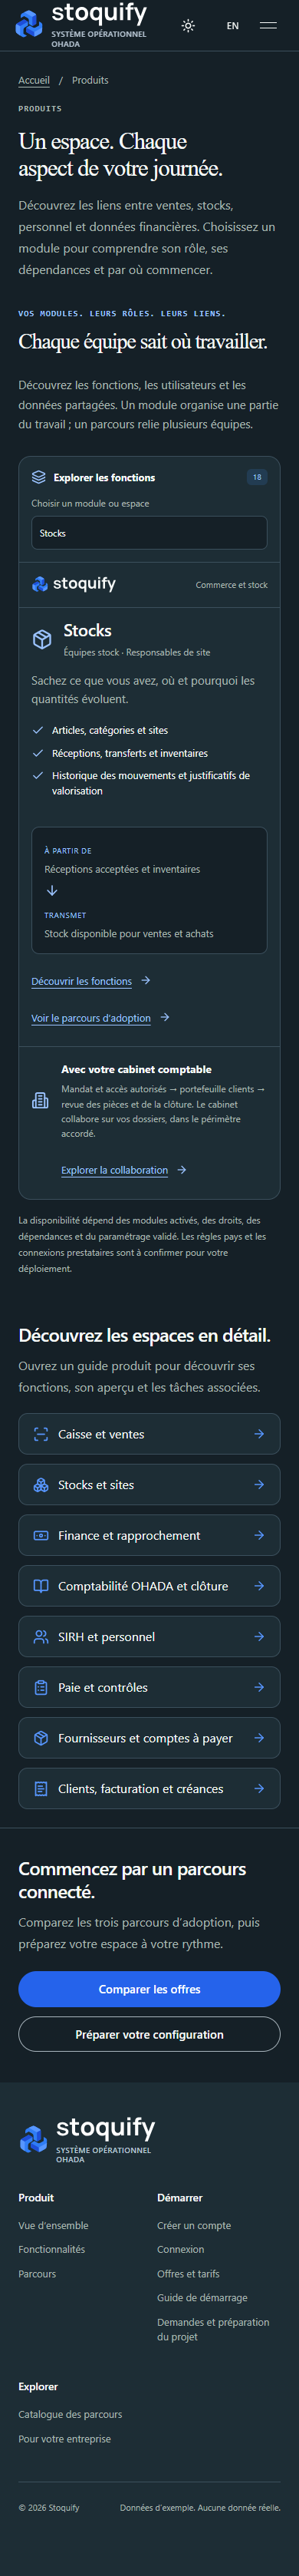 stoquify
SYSTÈME OPÉRATIONNEL
OHADA
EN
Accueil / Produits
PRODUITS
Un espace. Chaque
aspect de votre journée.
Découvrez les liens entre ventes, stocks,
personnel et données financières. Choisissez un
module pour comprendre son rôle, ses
dépendances et par où commencer.
VOS MODULES. LEURS RÔLES. LEURS LIENS.
Chaque équipe sait où travailler.
Découvrez les fonctions, les utilisateurs et les
données partagées. Un module organise une partie
du travail ; un parcours relie plusieurs équipes.
Explorer les fonctions 18
Choisir un module ou espace
Stocks
stoquify Commerce et stock
Stocks
Équipes stock · Responsables de site
Sachez ce que vous avez, où et pourquoi les
quantités évoluent.
Articles, catégories et sites
Réceptions, transferts et inventaires
Historique des mouvements et justificatifs de
valorisation
À PARTIR DE
Réceptions acceptées et inventaires
↓
TRANSMET
Stock disponible pour ventes et achats
Découvrir les fonctions →
Voir le parcours d'adoption →
Avec votre cabinet comptable
Mandat et accès autorisés → portefeuille clients →
revue des pièces et de la clôture. Le cabinet
collabore sur vos dossiers, dans le périmètre
accordé.
Explorer la collaboration →
La disponibilité dépend des modules activés, des droits, des
dépendances et du paramétrage validé. Les règles pays et les
connexions prestataires sont à confirmer pour votre
déploiement.
Découvrez les espaces en détail.
Ouvrez un guide produit pour découvrir ses
fonctions, son aperçu et les tâches associées.
Caisse et ventes →
Stocks et sites →
Finance et rapprochement →
Comptabilité OHADA et clôture →
SIRH et personnel →
Paie et contrôles →
Fournisseurs et comptes à payer →
Clients, facturation et créances →
Commencez par un parcours
connecté.
Comparez les trois parcours d'adoption, puis
préparez votre espace à votre rythme.
Comparer les offres
Préparer votre configuration
stoquify
SYSTÈME OPÉRATIONNEL
OHADA
Produit
Vue d'ensemble
Fonctionnalités
Parcours
Démarrer
Créer un compte
Connexion
Offres et tarifs
Guide de démarrage
Demandes et préparation
du projet
Explorer
Catalogue des parcours
Pour votre entreprise
© 2026 Stoquify Données d'exemple. Aucune donnée réelle.